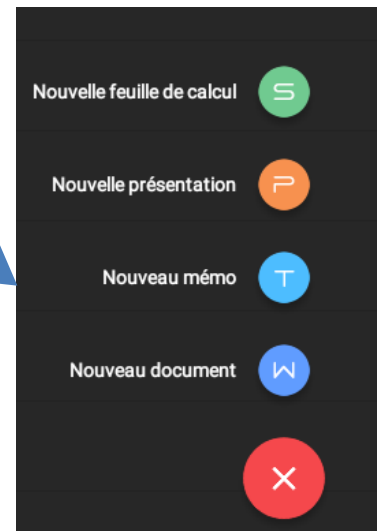 Nouvelle feuille de calcul S
Nouvelle présentation P
Nouveau mémo T
Nouveau document W